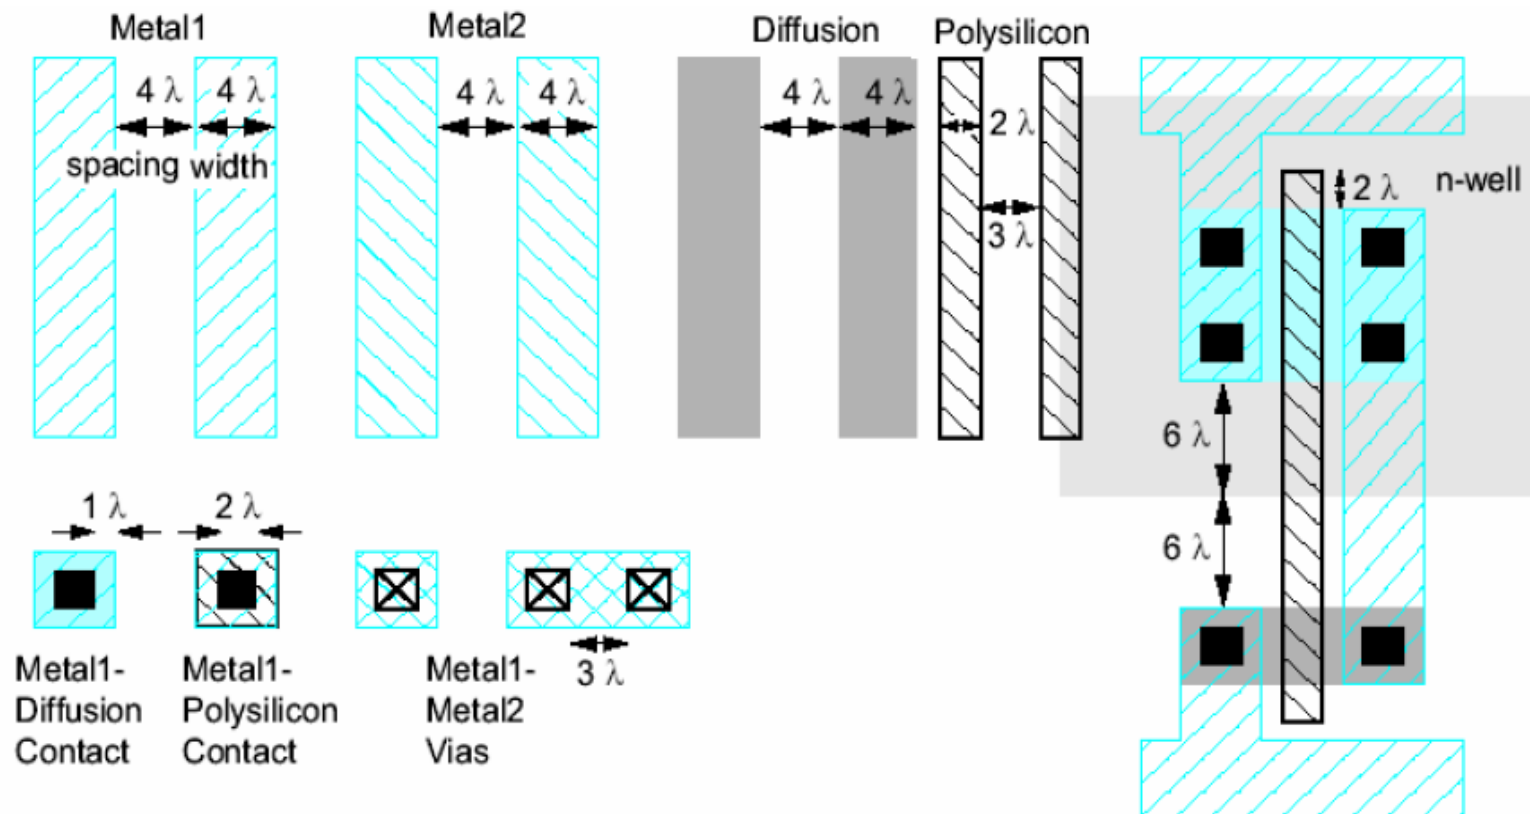 Metal1
Metal2
Diffusion
Polysilicon
4 λ
4 λ
4 λ
4 λ
4 λ
4 λ
2 λ
spacing width
3 λ
2 λ
n-well
6 λ
6 λ
1 λ
2 λ
3 λ
Metal1-
Diffusion
Contact
Metal1-
Polysilicon
Contact
Metal1-
Metal2
Vias